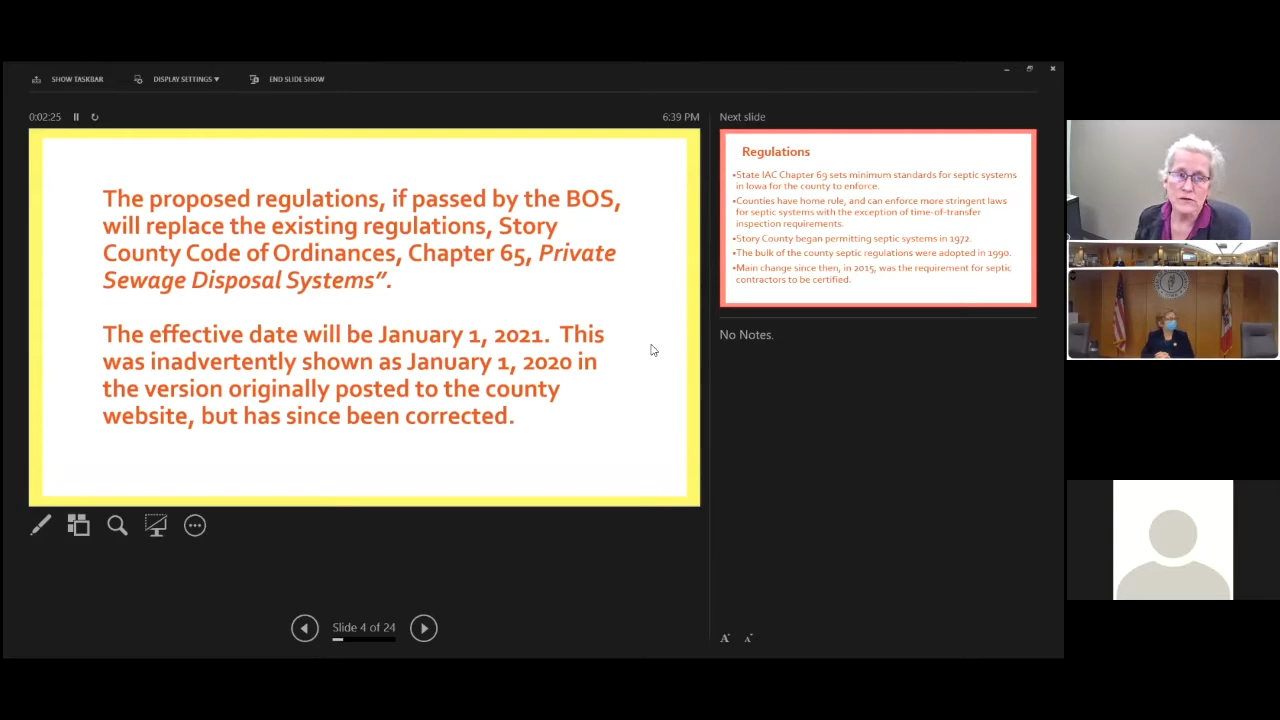 SHOW TASKBAR
DISPLAY SETTINGS ▾
END SLIDE SHOW
0:02:25
6:39 PM
The proposed regulations, if passed by the BOS,
will replace the existing regulations, Story
County Code of Ordinances, Chapter 65, Private
Sewage Disposal Systems”.
The effective date will be January 1, 2021. This
was inadvertently shown as January 1, 2020 in
the version originally posted to the county
website, but has since been corrected.
Slide 4 of 24
Next slide
Regulations
•State IAC Chapter 69 sets minimum standards for septic systems
in Iowa for the county to enforce.
•Counties have home rule, and can enforce more stringent laws
for septic systems with the exception of time-of-transfer
inspection requirements.
•Story County began permitting septic systems in 1972.
•The bulk of the county septic regulations were adopted in 1990.
•Main change since then, in 2015, was the requirement for septic
contractors to be certified.
No Notes.
A A